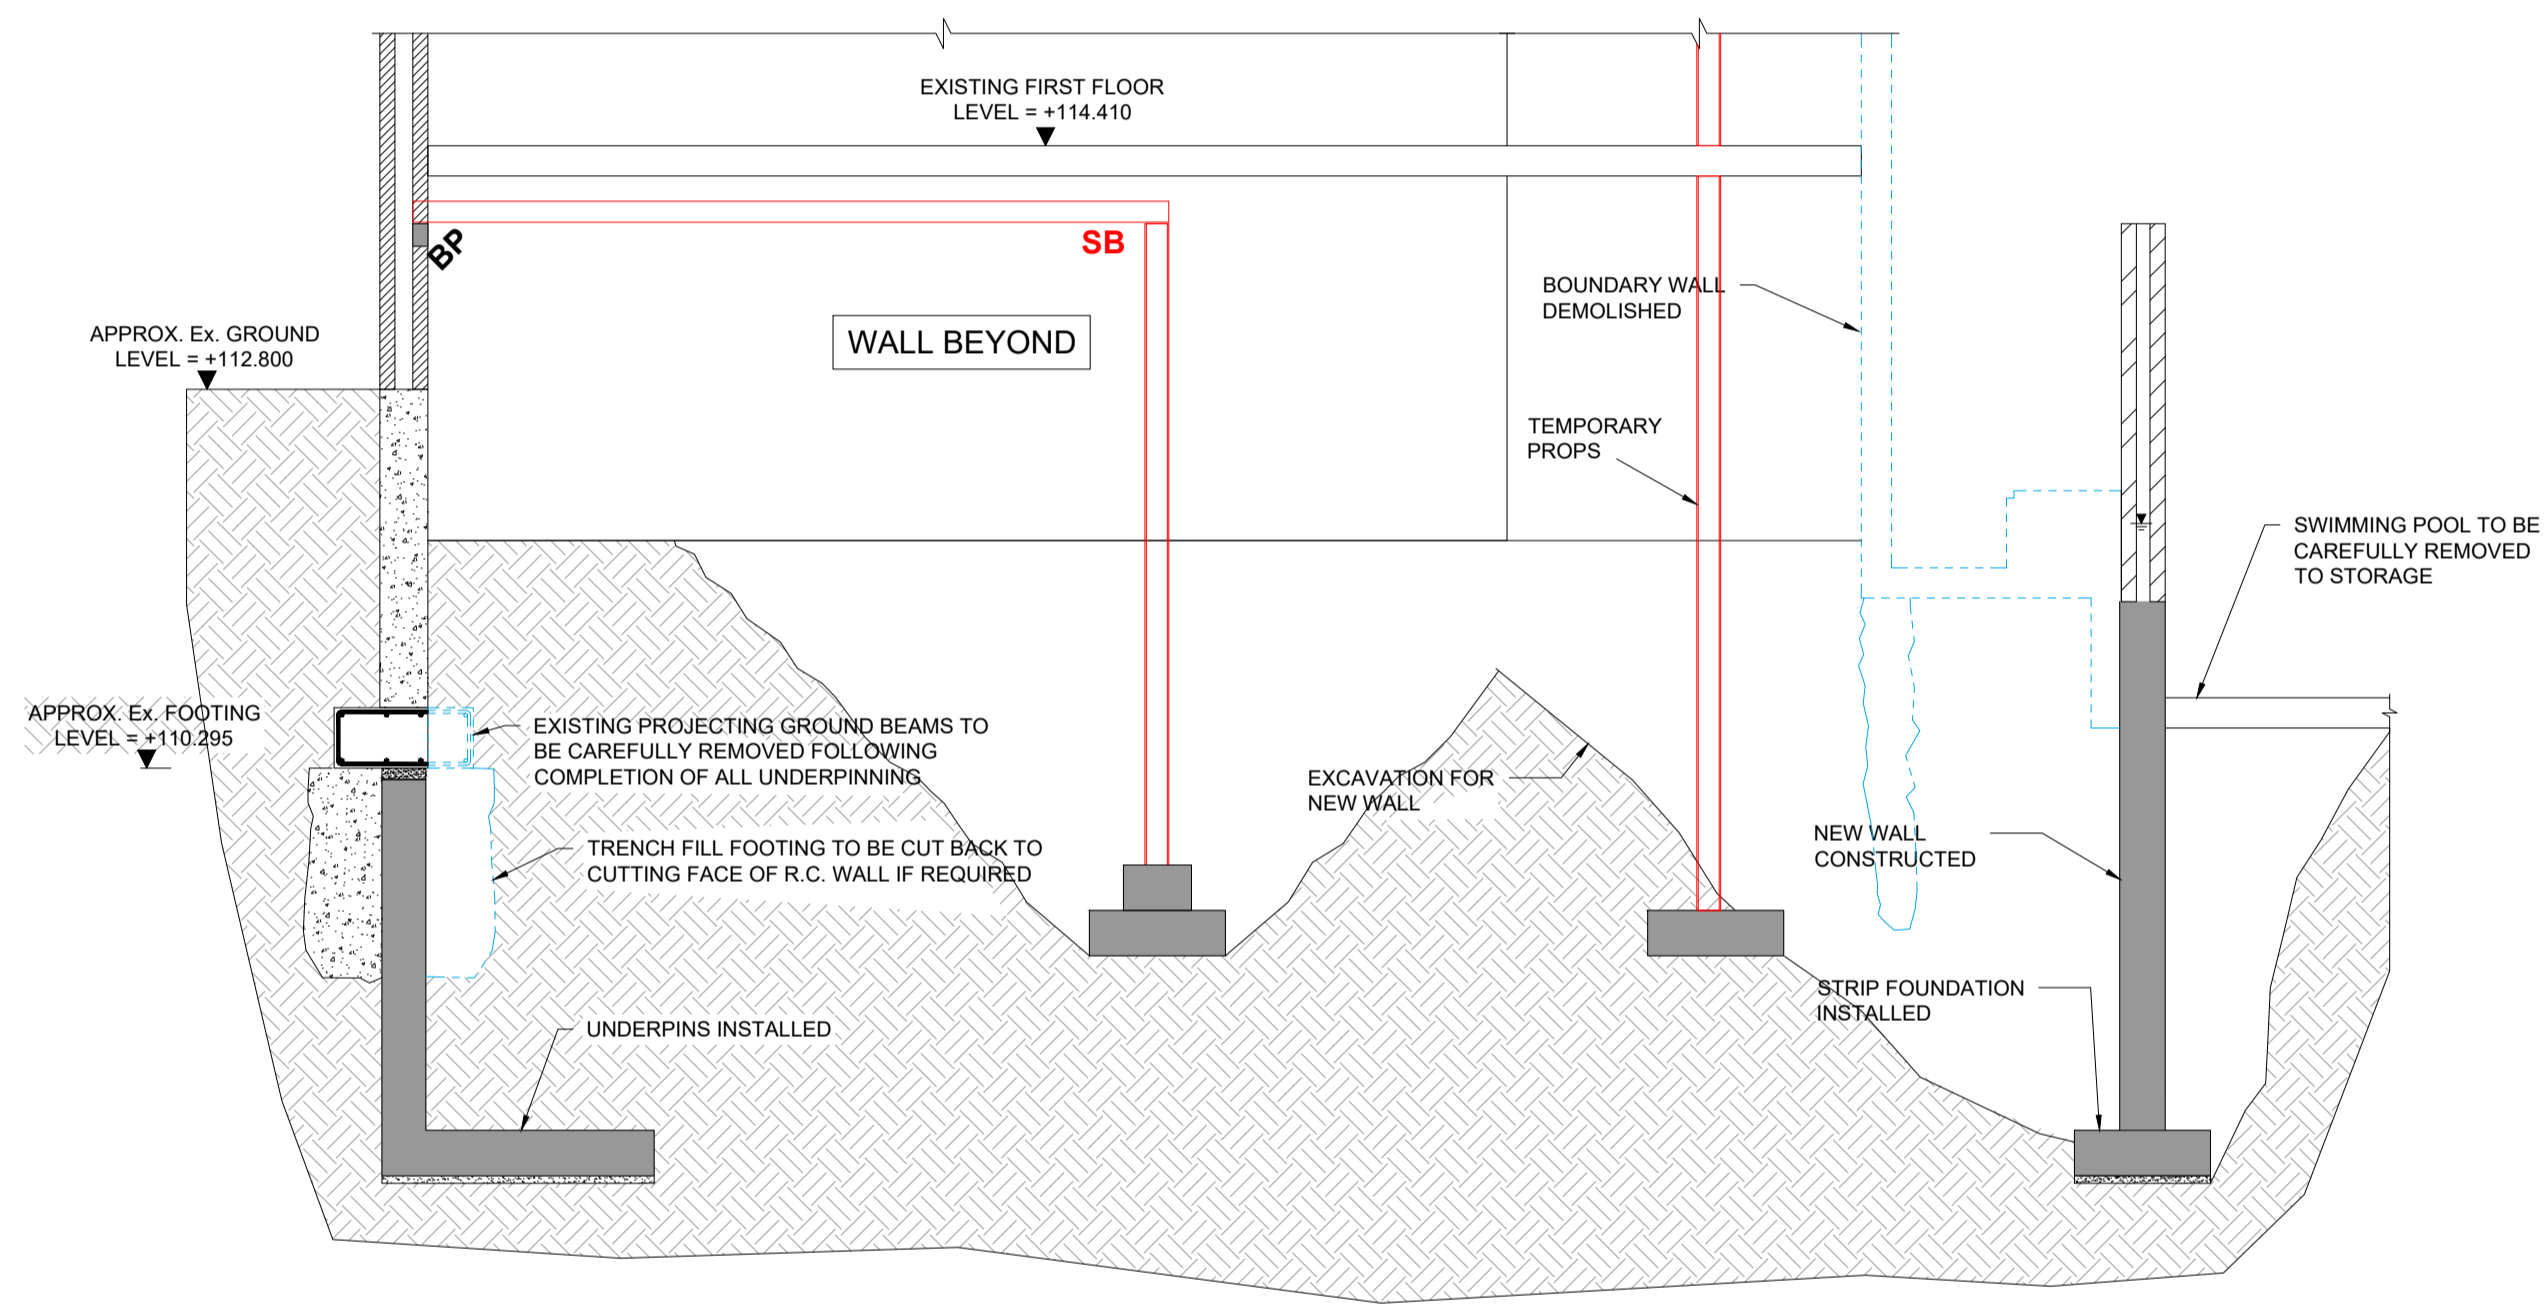 EXISTING FIRST FLOOR
LEVEL = +114.410
BP
SB
BOUNDARY WALL
DEMOLISHED
APPROX. Ex. GROUND
LEVEL = +112.800
WALL BEYOND
TEMPORARY
PROPS
SWIMMING POOL TO BE
CAREFULLY REMOVED
TO STORAGE
APPROX. Ex. FOOTING
LEVEL = +110.295
EXISTING PROJECTING GROUND BEAMS TO
BE CAREFULLY REMOVED FOLLOWING
COMPLETION OF ALL UNDERPINNING
EXCAVATION FOR
NEW WALL
TRENCH FILL FOOTING TO BE CUT BACK TO
CUTTING FACE OF R.C. WALL IF REQUIRED
NEW WALL
CONSTRUCTED
STRIP FOUNDATION
INSTALLED
UNDERPINS INSTALLED